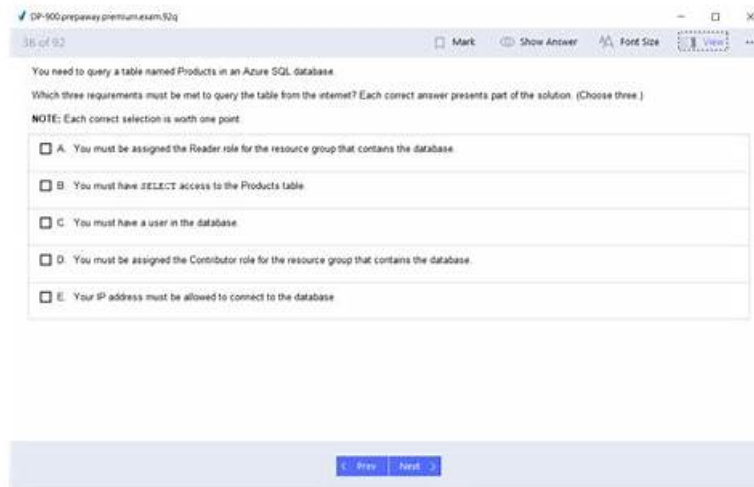 DP-900.prepaway.premium.exam.92q
36 of 92 Mark Show Answer Font Size View
You need to query a table named Products in an Azure SQL database.
Which three requirements must be met to query the table from the internet? Each correct answer presents part of the solution. (Choose three.)
NOTE: Each correct selection is worth one point.
A. You must be assigned the Reader role for the resource group that contains the database.
B. You must have SELECT access to the Products table.
C. You must have a user in the database.
D. You must be assigned the Contributor role for the resource group that contains the database.
E. Your IP address must be allowed to connect to the database
Prev Next